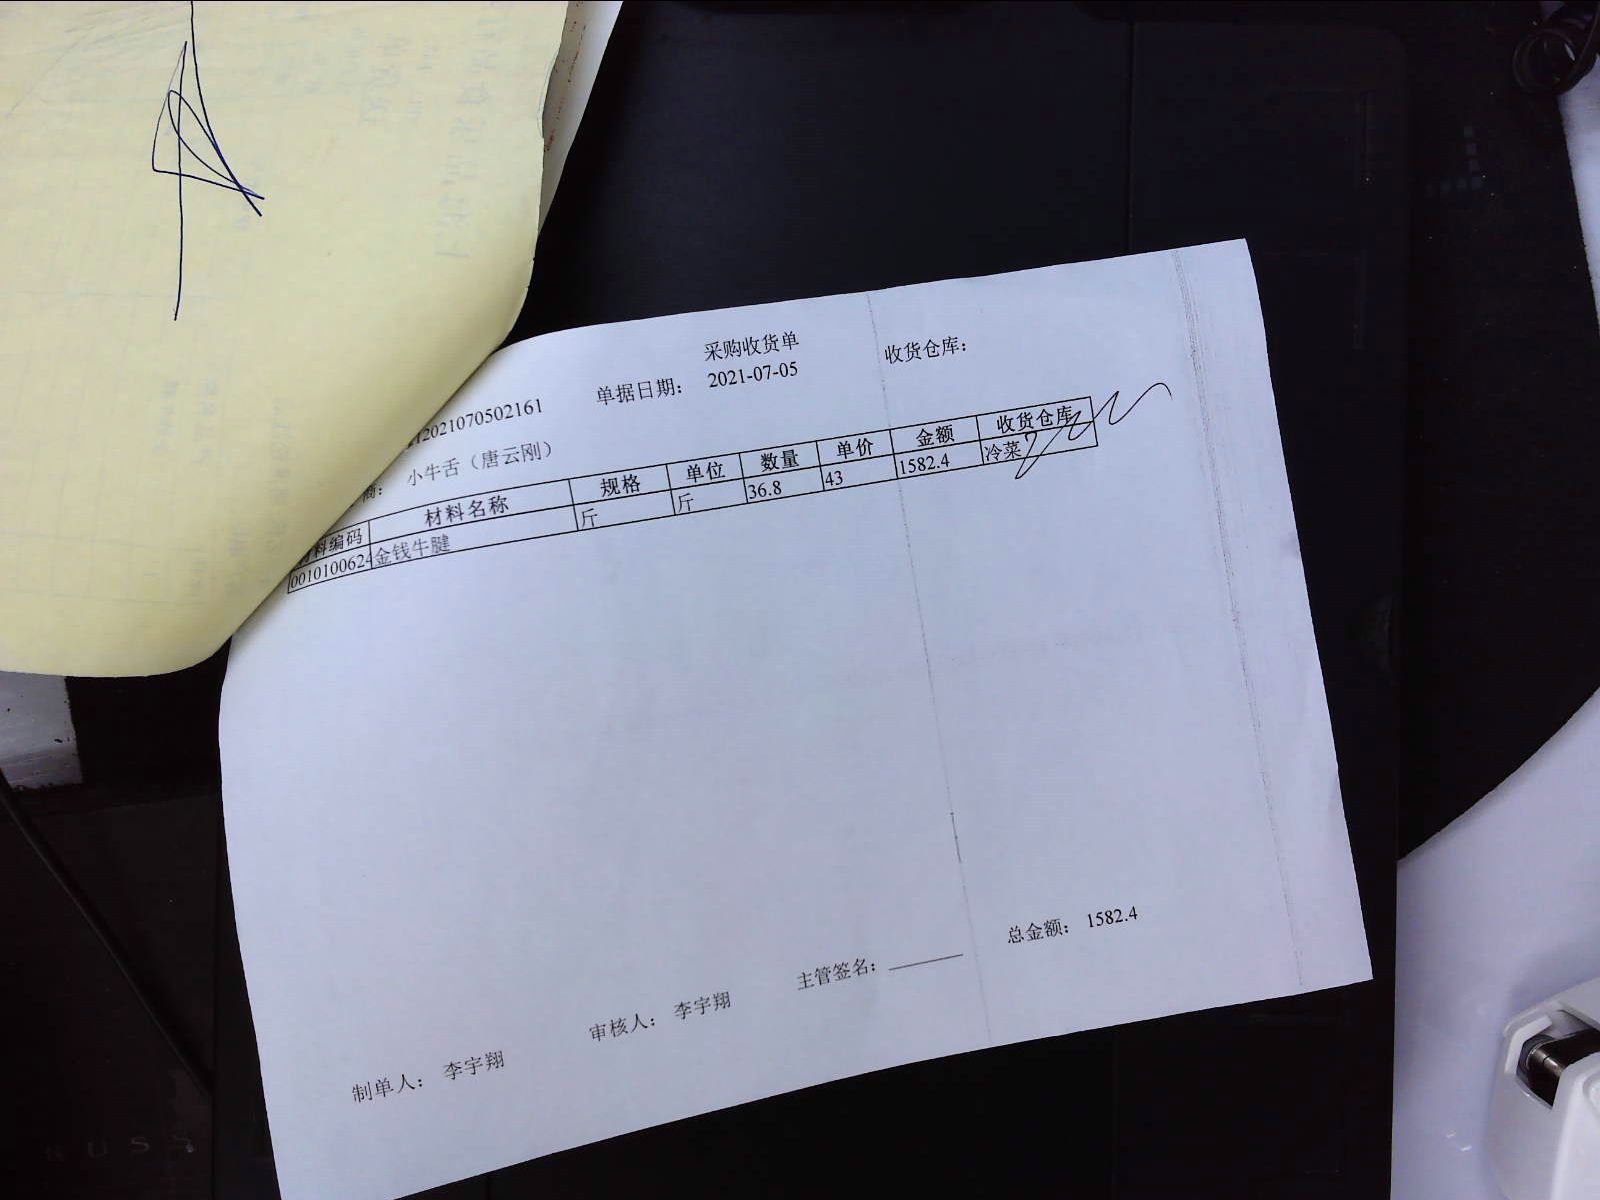 采购收货单
2021070502161 单据日期： 2021-07-05 收货仓库：
商： 小牛舌（唐云刚）
料编码 材料名称 规格 单位 数量 单价 金额 收货仓库
0010100624 金钱牛腱 斤 斤 36.8 43 1582.4 冷菜
总金额： 1582.4
制单人： 李宇翔 审核人： 李宇翔 主管签名：